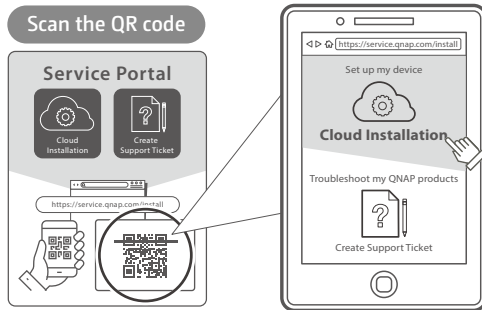 Scan the QR code
Service Portal
Cloud
Installation
Create
Support Ticket
https://service.qnap.com/install
https://service.qnap.com/install
Set up my device
Cloud Installation
Troubleshoot my QNAP products
Create Support Ticket